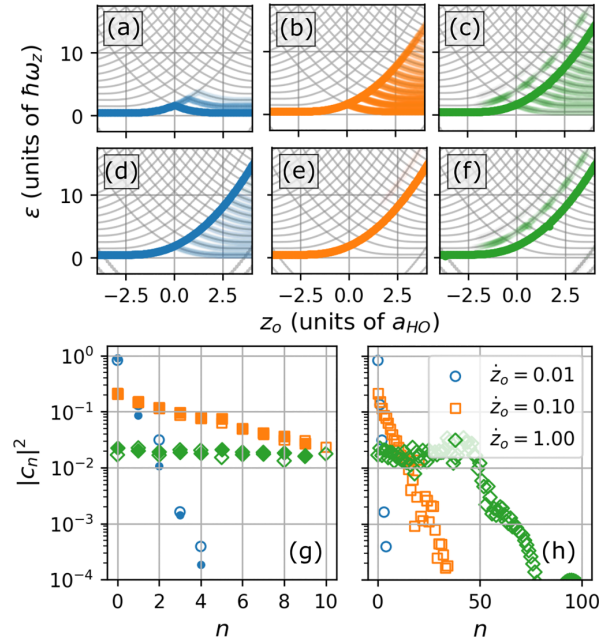 (a) (b) (c)
10
0
(d) (e) (f)
10
0
ε (units of ħω_z)
−2.5 0.0 2.5 −2.5 0.0 2.5 −2.5 0.0 2.5
z_o (units of a_HO)
10^0
10^−1
10^−2
10^−3
10^−4
|c_n|^2
ż_o = 0.01
ż_o = 0.10
ż_o = 1.00
(g) (h)
0 2 4 6 8 10 0 50 100
n n